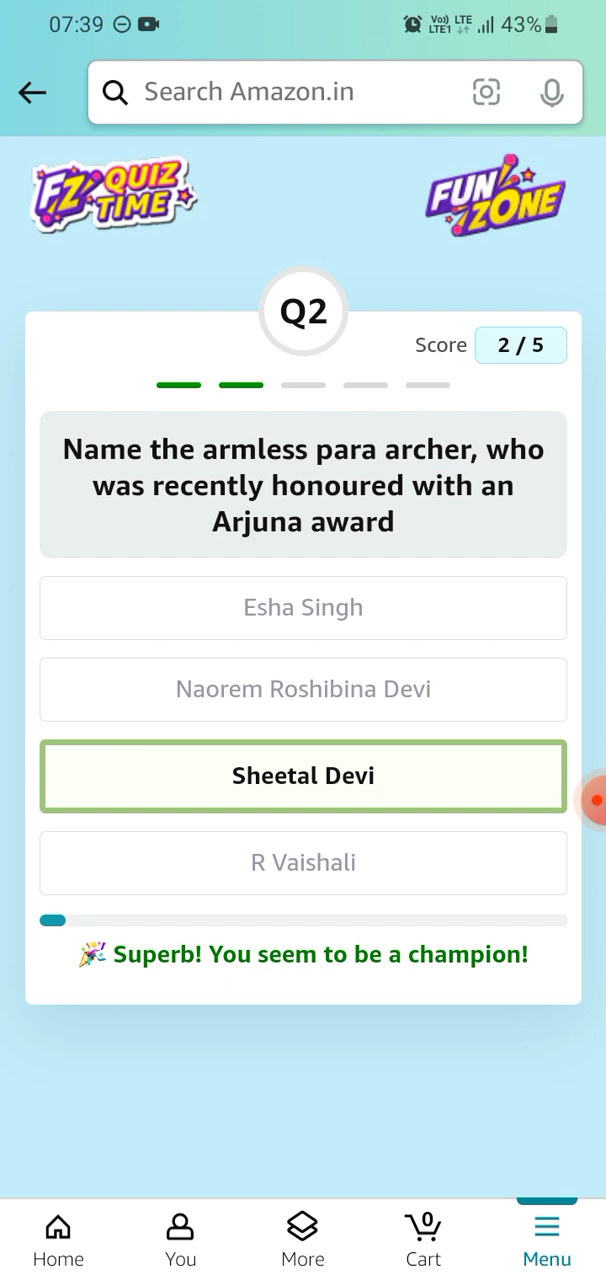 07:39
Vo)) LTE
LTE1
43%
Search Amazon.in
FZ QUIZ
TIME
FUN
ZONE
Q2
Score 2 / 5
Name the armless para archer, who
was recently honoured with an
Arjuna award
Esha Singh
Naorem Roshibina Devi
Sheetal Devi
R Vaishali
🎉 Superb! You seem to be a champion!
0
Home You More Cart Menu